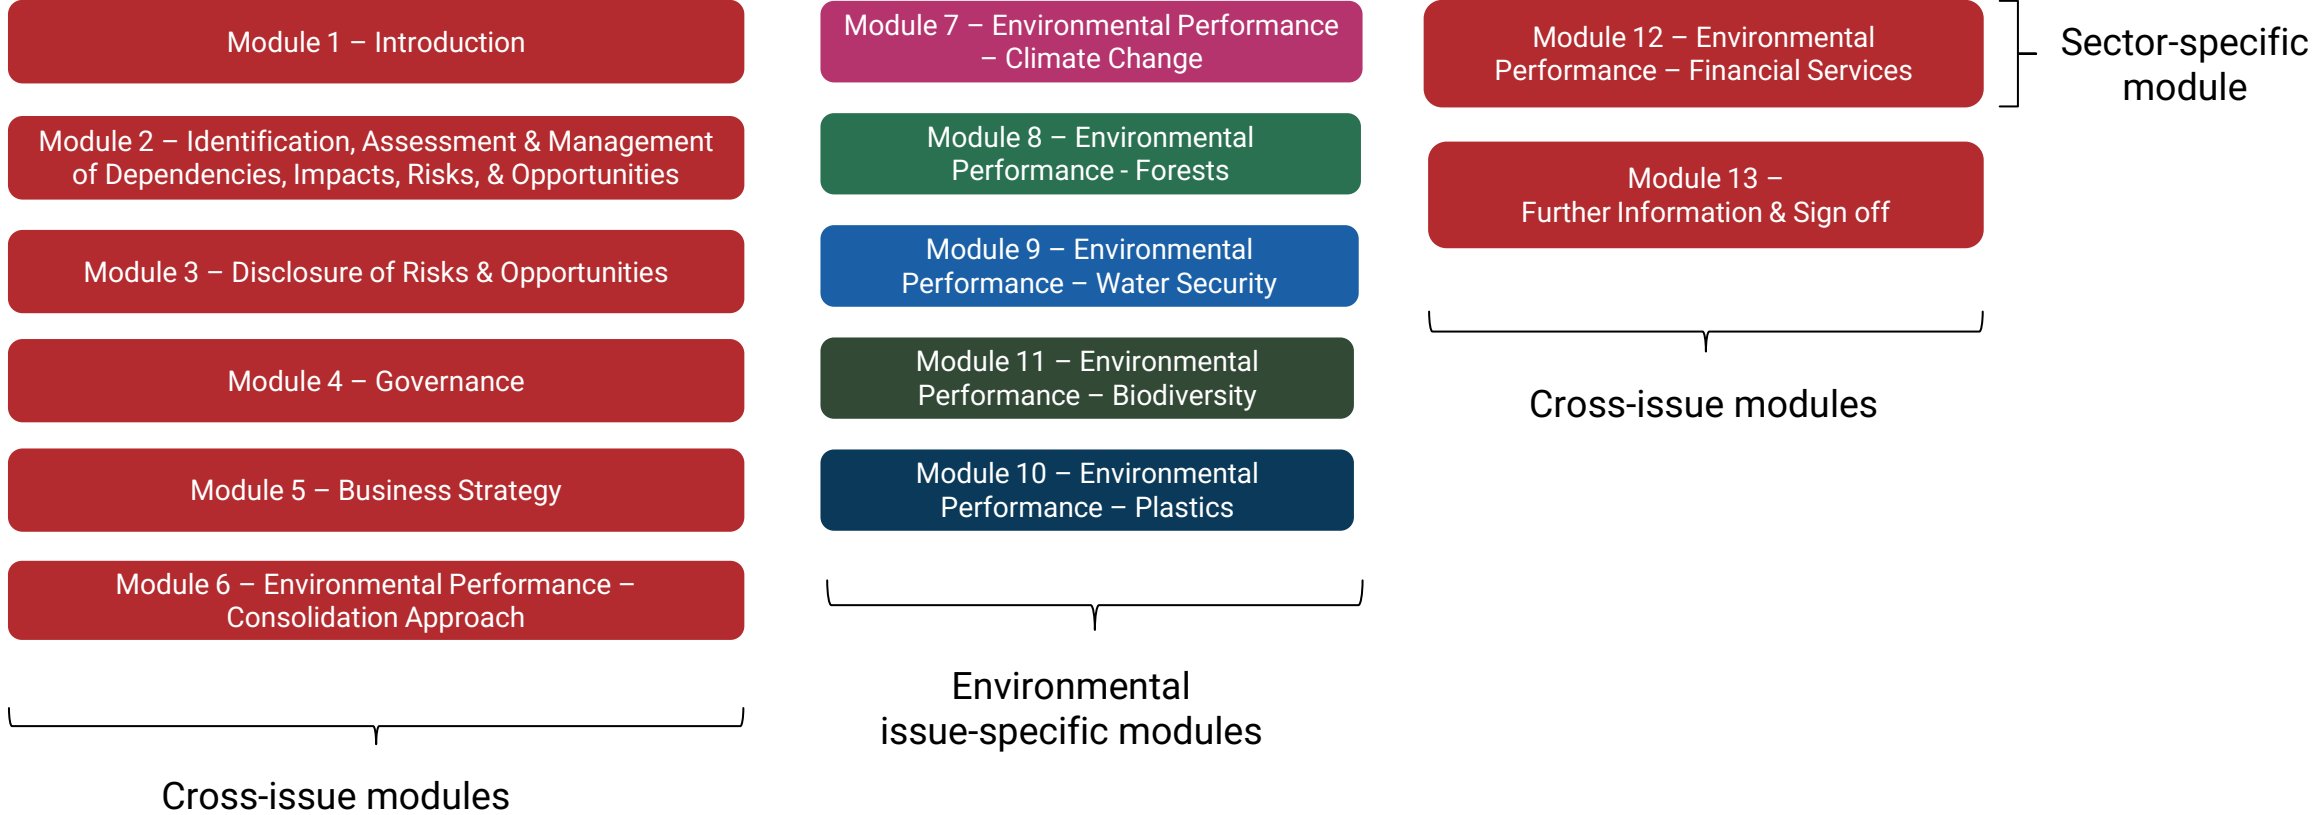 Module 1 – Introduction
Module 2 – Identification, Assessment & Management
of Dependencies, Impacts, Risks, & Opportunities
Module 3 – Disclosure of Risks & Opportunities
Module 4 – Governance
Module 5 – Business Strategy
Module 6 – Environmental Performance –
Consolidation Approach
Cross-issue modules
Module 7 – Environmental Performance
– Climate Change
Module 8 – Environmental
Performance - Forests
Module 9 – Environmental
Performance – Water Security
Module 11 – Environmental
Performance – Biodiversity
Module 10 – Environmental
Performance – Plastics
Environmental
issue-specific modules
Module 12 – Environmental
Performance – Financial Services
Module 13 –
Further Information & Sign off
Cross-issue modules
Sector-specific
module